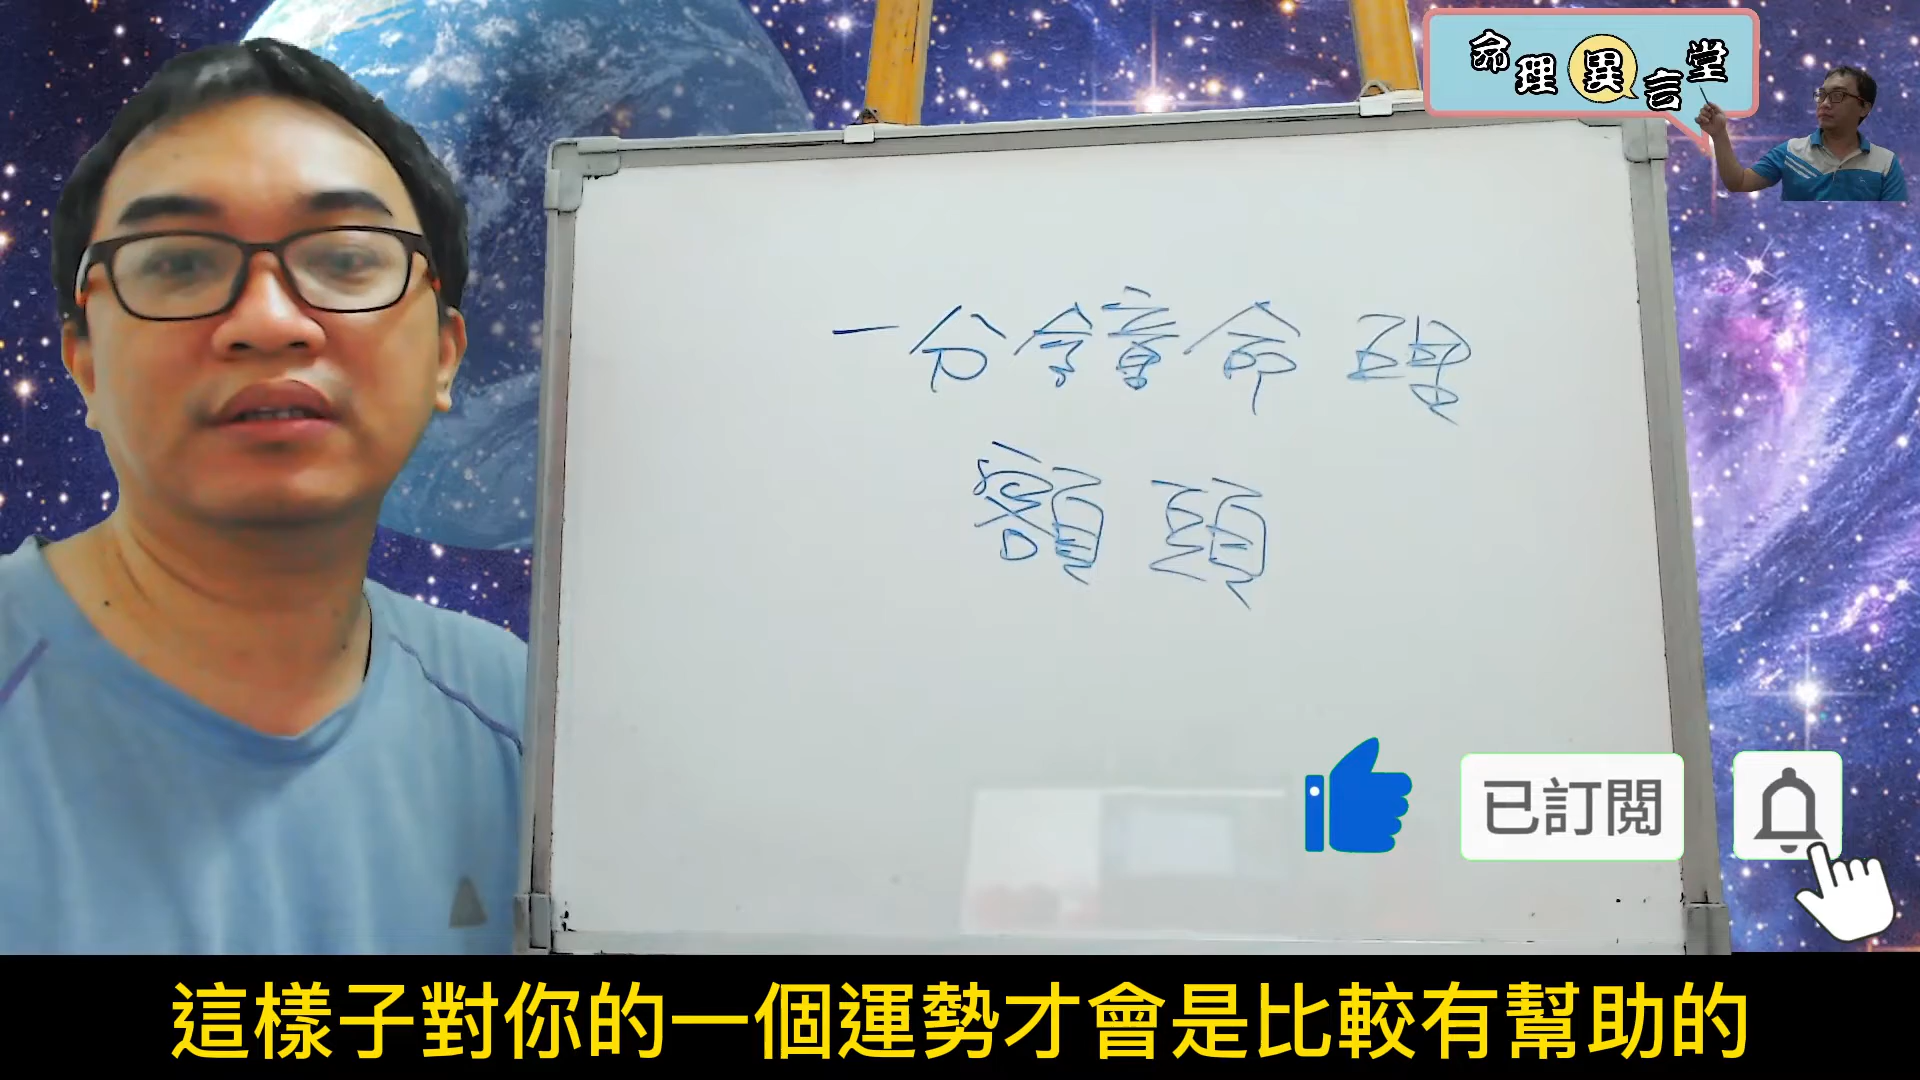 命理異言堂
一分鐘命理
額頭
已訂閱
這樣子對你的一個運勢才會是比較有幫助的